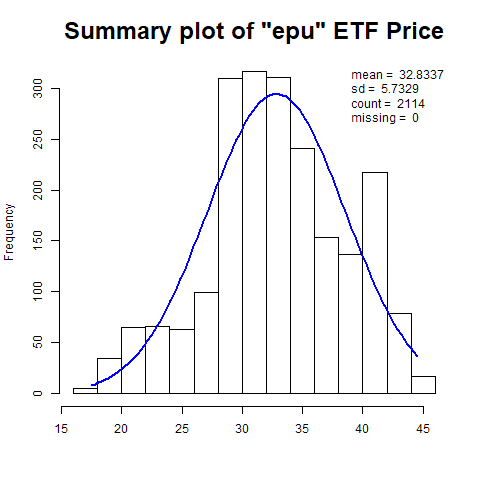 Summary plot of "epu" ETF Price
mean = 32.8337
sd = 5.7329
count = 2114
missing = 0
Frequency
300
250
200
150
100
50
0
15 20 25 30 35 40 45